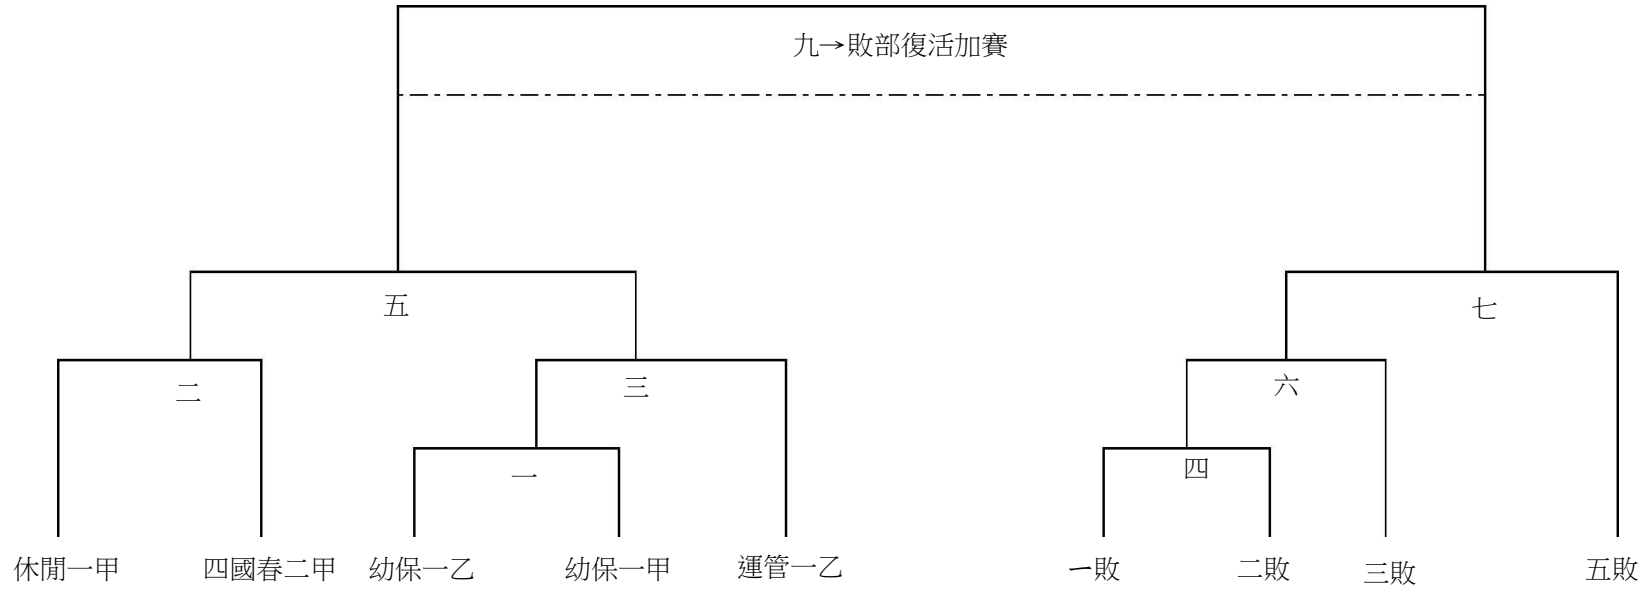 九→敗部復活加賽
五
七
二
三
六
一
四
休閒一甲
四國春二甲
幼保一乙
幼保一甲
運管一乙
一敗
二敗
三敗
五敗